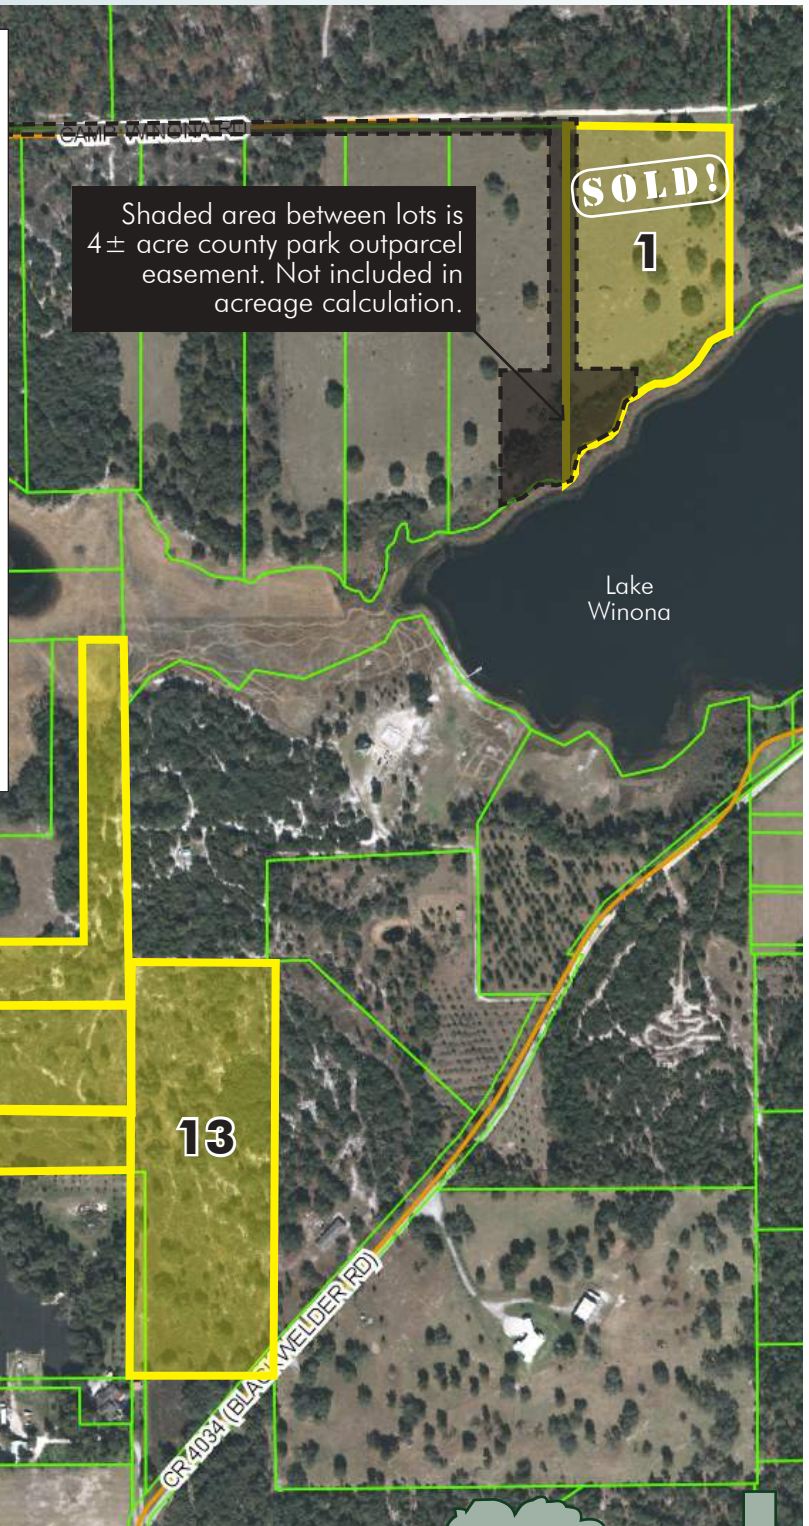 CAMP WINONA RD
SOLD!
Shaded area between lots is
4± acre county park outparcel
easement. Not included in
acreage calculation.
1
Lake
Winona
13
CR 4034 (BLACKWELDER RD)